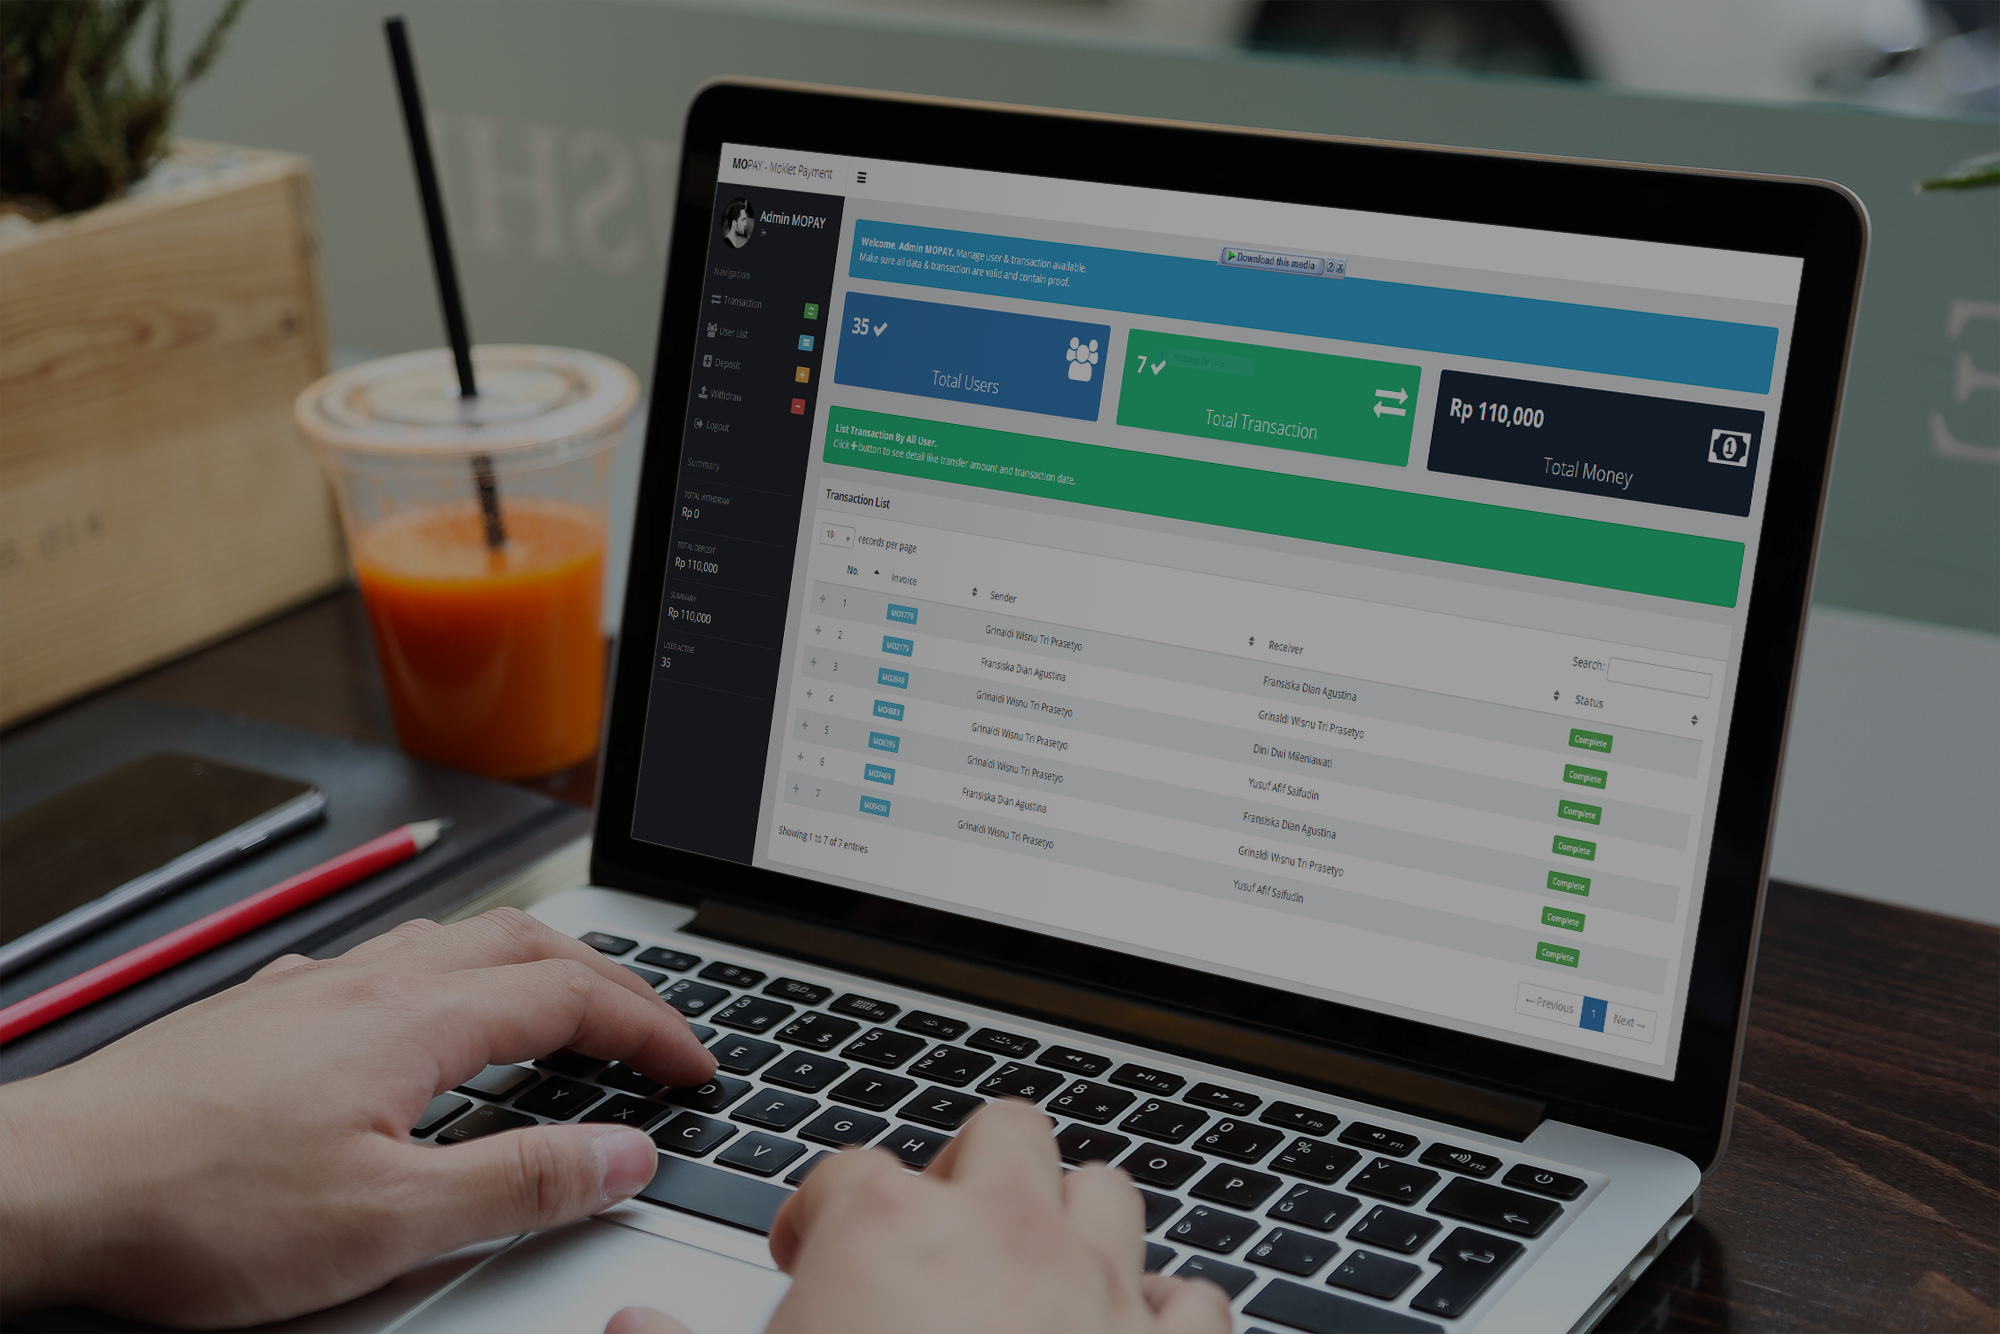 MOPAY - Moklet Payment
Admin MOPAY
Navigation
Transaction
User List
Deposit
Withdraw
Logout
Summary
TOTAL WITHDRAW
Rp 0
TOTAL DEPOSIT
Rp 110,000
SUMMARY
Rp 110,000
USER ACTIVE
35
Welcome, Admin MOPAY. Manage user & transaction available.
Make sure all data & transaction are valid and contain proof.
Download this media
35
Total Users
7
Total Transaction
Rp 110,000
Total Money
List Transaction By All User.
Click + button to see detail like transfer amount and transaction date.
Transaction List
10 records per page
Search:
No. Invoice Sender Receiver Status
1 MO1779 Grinaldi Wisnu Tri Prasetyo Fransiska Dian Agustina Complete
2 MO2175 Fransiska Dian Agustina Grinaldi Wisnu Tri Prasetyo Complete
3 Grinaldi Wisnu Tri Prasetyo Dini Dwi Mileniawati Complete
4 Grinaldi Wisnu Tri Prasetyo Yusuf Afif Saifudin Complete
5 Grinaldi Wisnu Tri Prasetyo Fransiska Dian Agustina Complete
6 Fransiska Dian Agustina Grinaldi Wisnu Tri Prasetyo Complete
7 Grinaldi Wisnu Tri Prasetyo Yusuf Afif Saifudin Complete
Showing 1 to 7 of 7 entries
← Previous 1 Next →
E R T Z I O P
D F G H
Y X C V